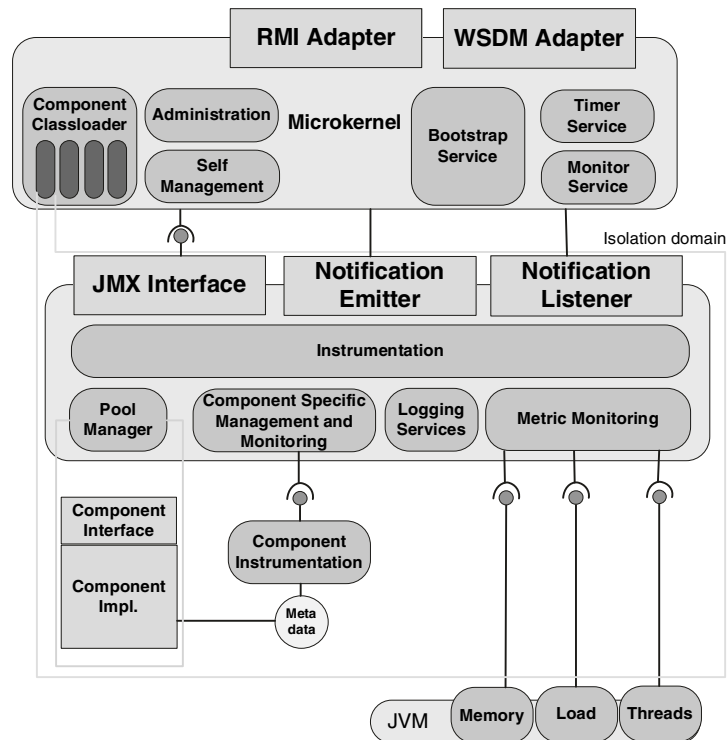 RMI Adapter
WSDM Adapter
Component
Classloader
Administration
Microkernel
Self
Management
Bootstrap
Service
Timer
Service
Monitor
Service
Isolation domain
JMX Interface
Notification
Emitter
Notification
Listener
Instrumentation
Pool
Manager
Component Specific
Management and
Monitoring
Logging
Services
Metric Monitoring
Component
Interface
Component
Impl.
Component
Instrumentation
Meta
data
JVM
Memory
Load
Threads